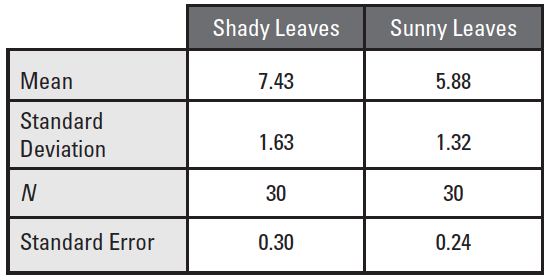 Shady Leaves Sunny Leaves
Mean 7.43 5.88
Standard
Deviation 1.63 1.32
N 30 30
Standard Error 0.30 0.24